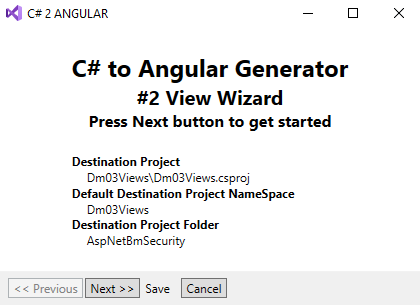 C# 2 ANGULAR
C# to Angular Generator
#2 View Wizard
Press Next button to get started
Destination Project
Dm03Views\Dm03Views.csproj
Default Destination Project NameSpace
Dm03Views
Destination Project Folder
AspNetBmSecurity
<< Previous Next >> Save Cancel